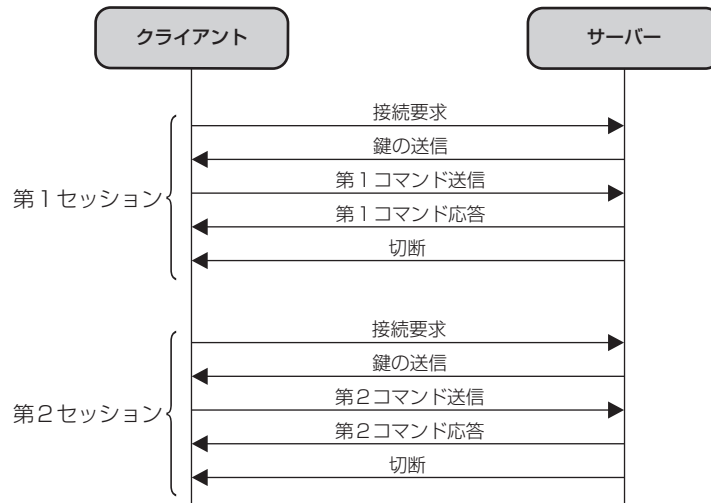 クライアント
サーバー
第1セッション
接続要求
鍵の送信
第1コマンド送信
第1コマンド応答
切断
第2セッション
接続要求
鍵の送信
第2コマンド送信
第2コマンド応答
切断